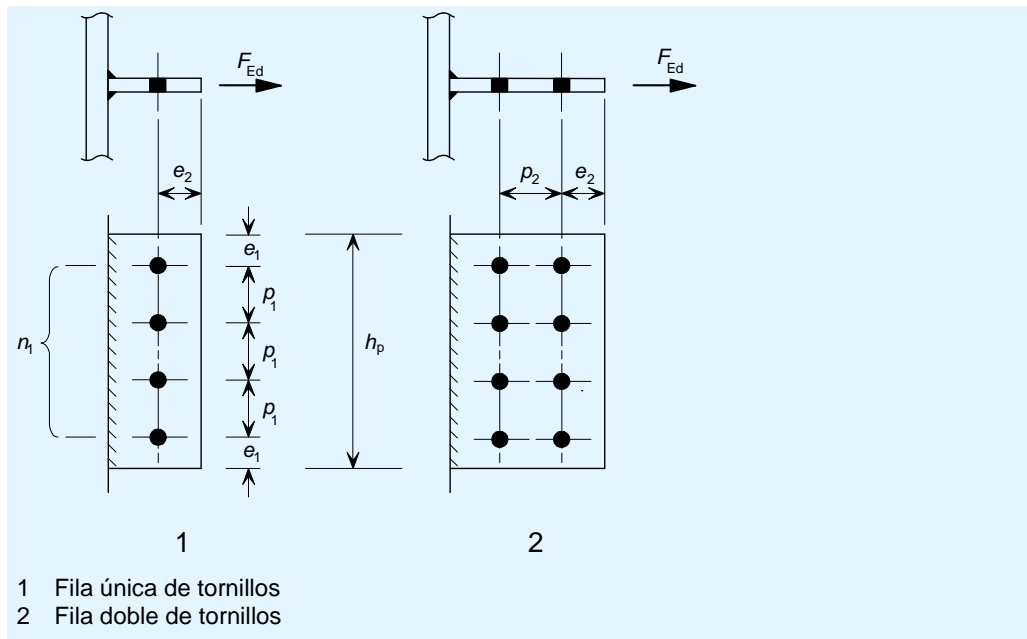 F_Ed
e_2
e_1
p_1
p_1
p_1
e_1
n_1
h_p
1
F_Ed
p_2
e_2
2
1 Fila única de tornillos
2 Fila doble de tornillos